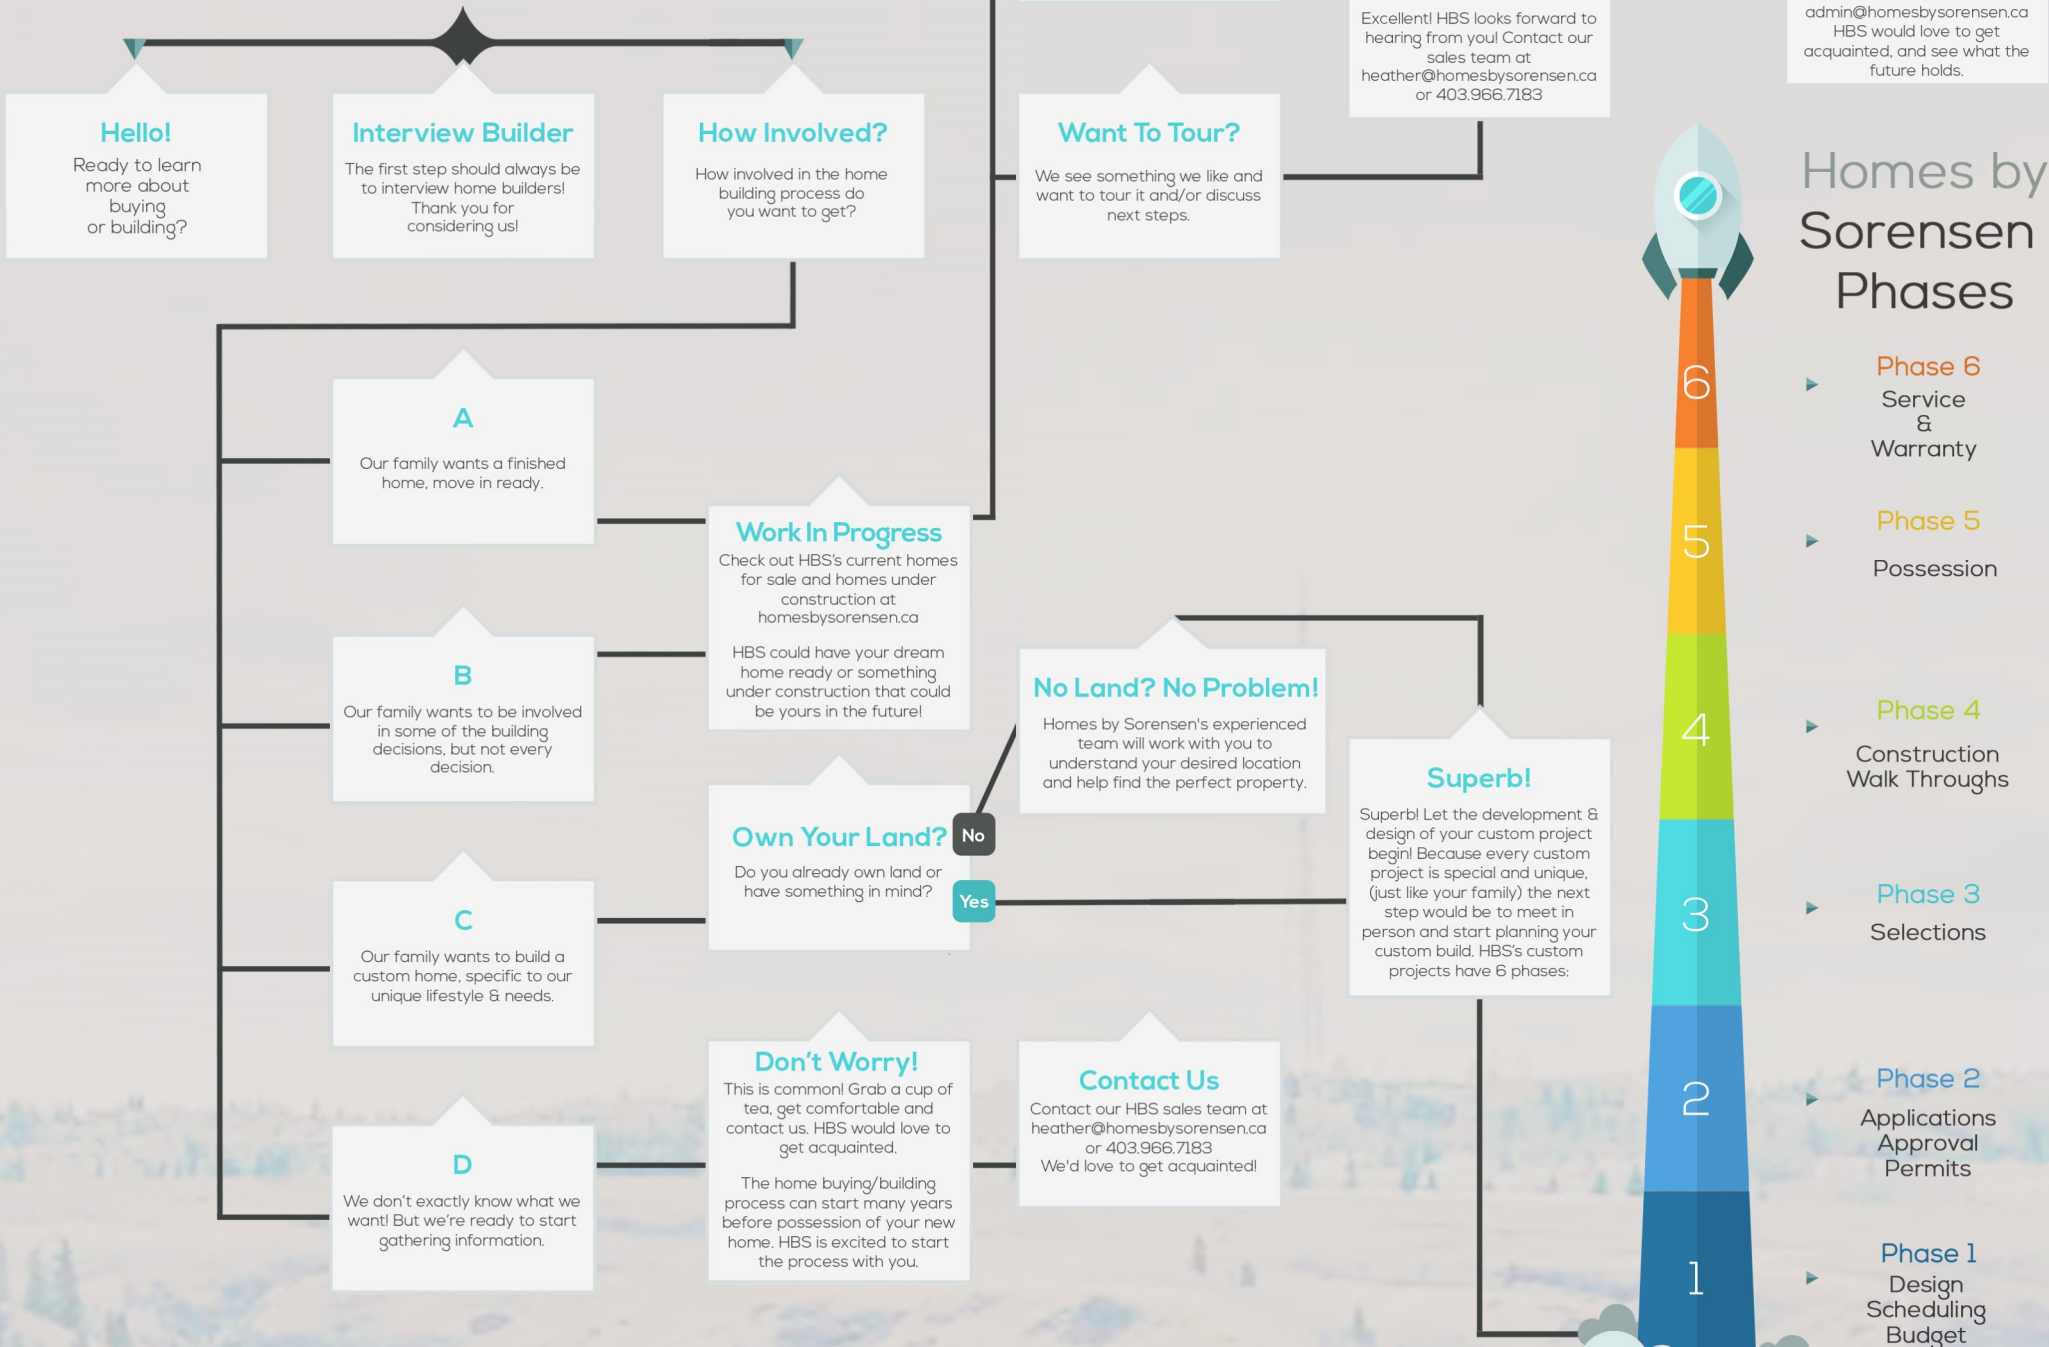 Excellent! HBS looks forward to
hearing from you! Contact our
sales team at
heather@homesbysorensen.ca
or 403.966.7183
admin@homesbysorensen.ca
HBS would love to get
acquainted, and see what the
future holds.
Hello!
Ready to learn
more about
buying
or building?
Interview Builder
The first step should always be
to interview home builders!
Thank you for
considering us!
How Involved?
How involved in the home
building process do
you want to get?
Want To Tour?
We see something we like and
want to tour it and/or discuss
next steps.
A
Our family wants a finished
home, move in ready.
B
Our family wants to be involved
in some of the building
decisions, but not every
decision.
C
Our family wants to build a
custom home, specific to our
unique lifestyle & needs.
D
We don't exactly know what we
want! But we're ready to start
gathering information.
Work In Progress
Check out HBS's current homes
for sale and homes under
construction at
homesbysorensen.ca
HBS could have your dream
home ready or something
under construction that could
be yours in the future!
Own Your Land?
Do you already own land or
have something in mind?
No
Yes
Don't Worry!
This is common! Grab a cup of
tea, get comfortable and
contact us. HBS would love to
get acquainted.
The home buying/building
process can start many years
before possession of your new
home. HBS is excited to start
the process with you.
No Land? No Problem!
Homes by Sorensen's experienced
team will work with you to
understand your desired location
and help find the perfect property.
Contact Us
Contact our HBS sales team at
heather@homesbysorensen.ca
or 403.966.7183
We'd love to get acquainted!
Superb!
Superb! Let the development &
design of your custom project
begin! Because every custom
project is special and unique,
(just like your family) the next
step would be to meet in
person and start planning your
custom build. HBS's custom
projects have 6 phases:
Homes by
Sorensen
Phases
6
Phase 6
Service
&
Warranty
5
Phase 5
Possession
4
Phase 4
Construction
Walk Throughs
3
Phase 3
Selections
2
Phase 2
Applications
Approval
Permits
1
Phase 1
Design
Scheduling
Budget